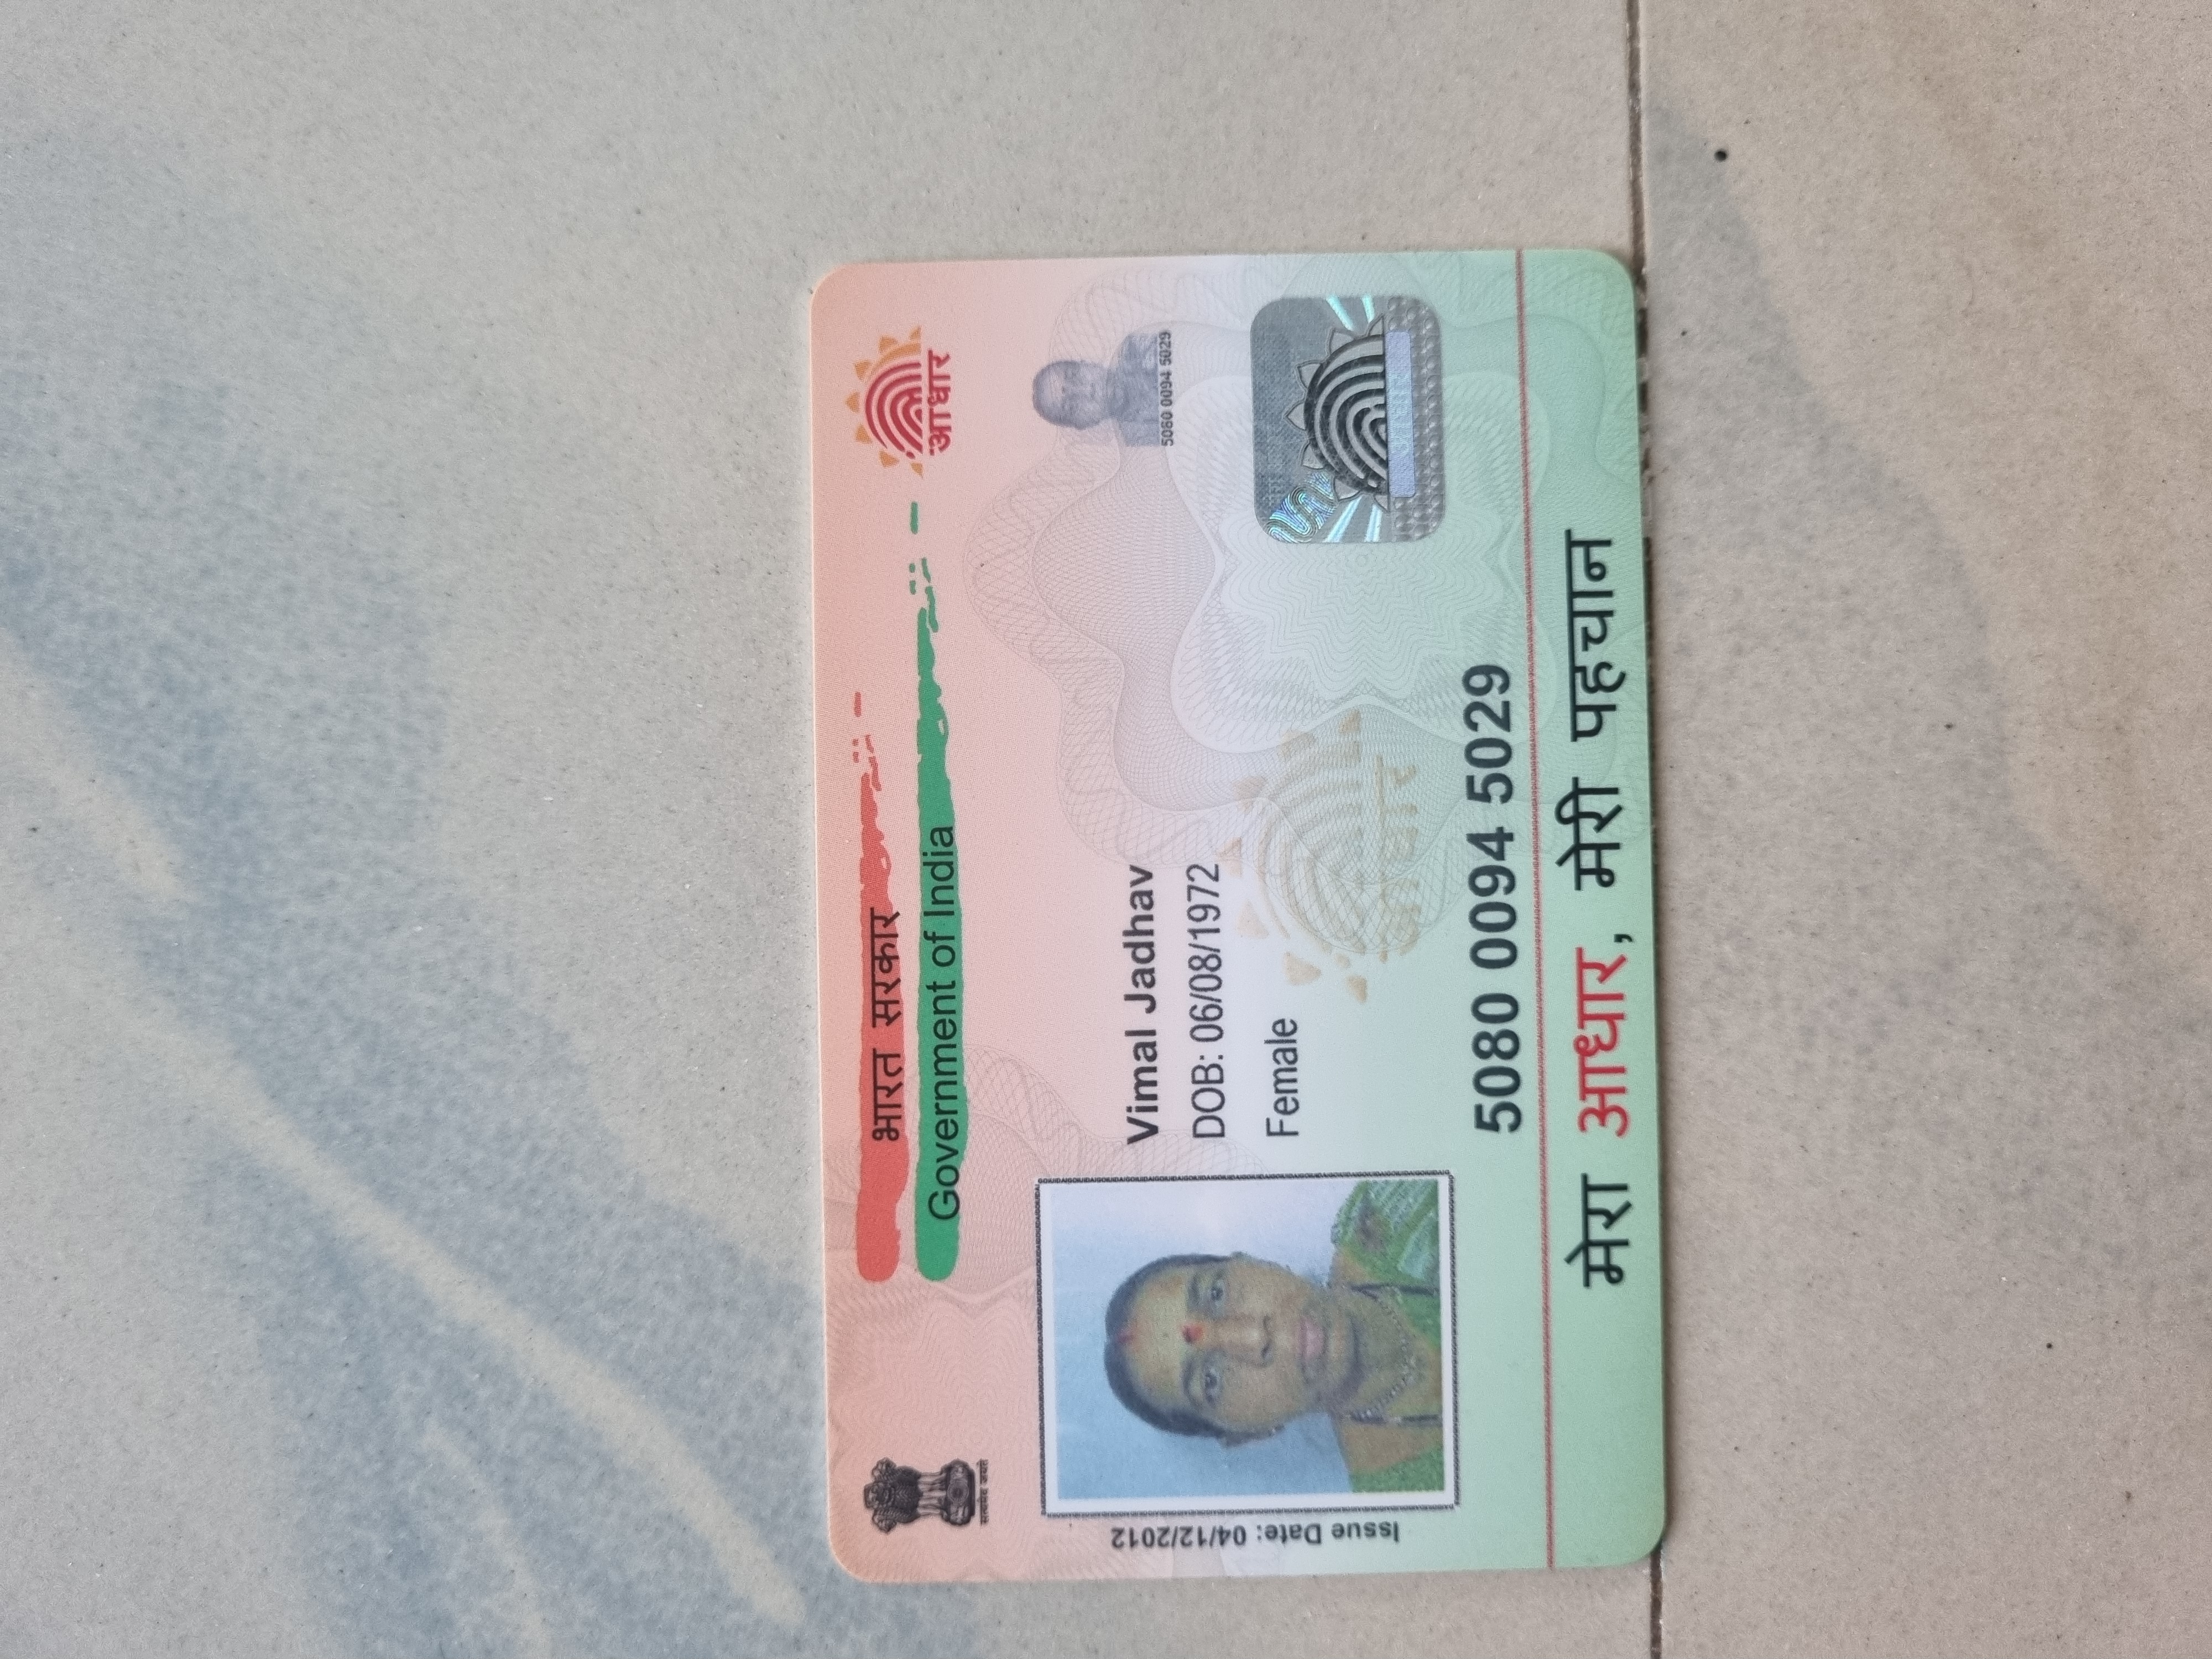 भारत सरकार
Government of India
आधार
सत्यमेव जयते
Issue Date: 04/12/2012
Vimal Jadhav
DOB: 06/08/1972
Female
5080 0094 5029
आधार
आधार
5080 0094 5029
मेरा आधार, मेरी पहचान